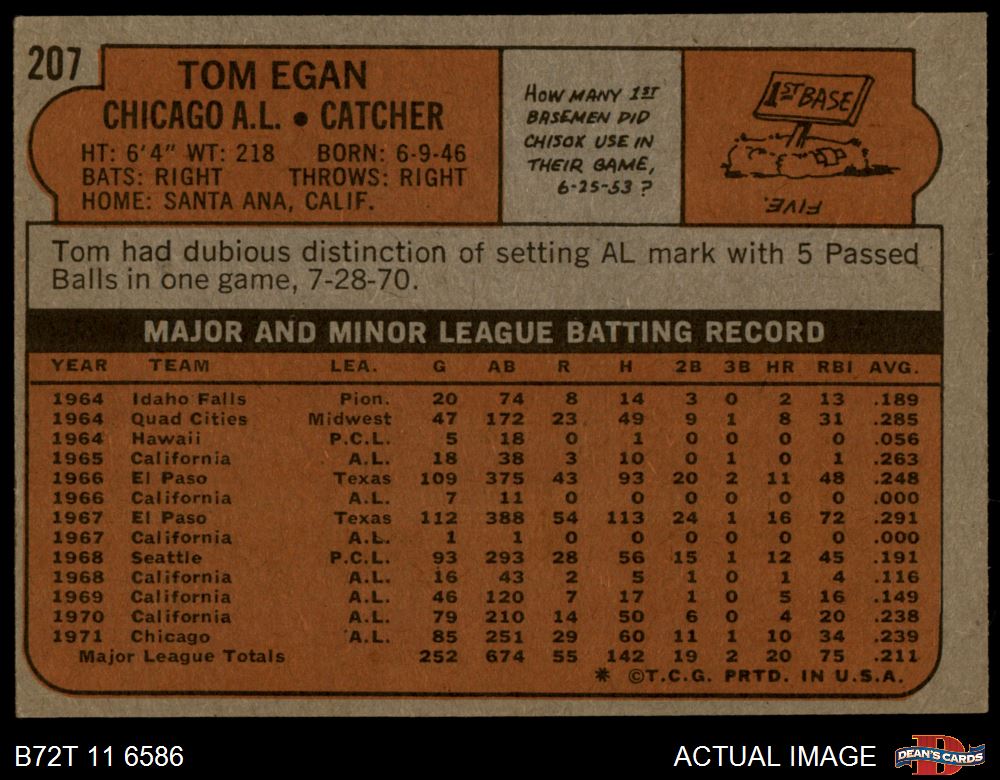 207
TOM EGAN
CHICAGO A.L. • CATCHER
HT: 6'4" WT: 218 BORN: 6-9-46
BATS: RIGHT THROWS: RIGHT
HOME: SANTA ANA, CALIF.
HOW MANY 1ST
BASEMEN DID
CHISOX USE IN
THEIR GAME,
6-25-53?
1ST BASE
FIVE.
Tom had dubious distinction of setting AL mark with 5 Passed
Balls in one game, 7-28-70.
MAJOR AND MINOR LEAGUE BATTING RECORD
YEAR TEAM LEA. G AB R H 2B 3B HR RBI AVG.
1964 Idaho Falls Pion. 20 74 8 14 3 0 2 13 .189
1964 Quad Cities Midwest 47 172 23 49 9 1 8 31 .285
1964 Hawaii P.C.L. 5 18 0 1 0 0 0 0 .056
1965 California A.L. 18 38 3 10 0 1 0 1 .263
1966 El Paso Texas 109 375 43 93 20 2 11 48 .248
1966 California A.L. 7 11 0 0 0 0 0 0 .000
1967 El Paso Texas 112 388 54 113 24 1 16 72 .291
1967 California A.L. 1 1 0 0 0 0 0 0 .000
1968 Seattle P.C.L. 93 293 28 56 15 1 12 45 .191
1968 California A.L. 16 43 2 5 1 0 1 4 .116
1969 California A.L. 46 120 7 17 1 0 5 16 .149
1970 California A.L. 79 210 14 50 6 0 4 20 .238
1971 Chicago A.L. 85 251 29 60 11 1 10 34 .239
Major League Totals 252 674 55 142 19 2 20 75 .211
* ©T.C.G. PRTD. IN U.S.A.
B72T 11 6586
ACTUAL IMAGE
D
DEAN'S CARDS